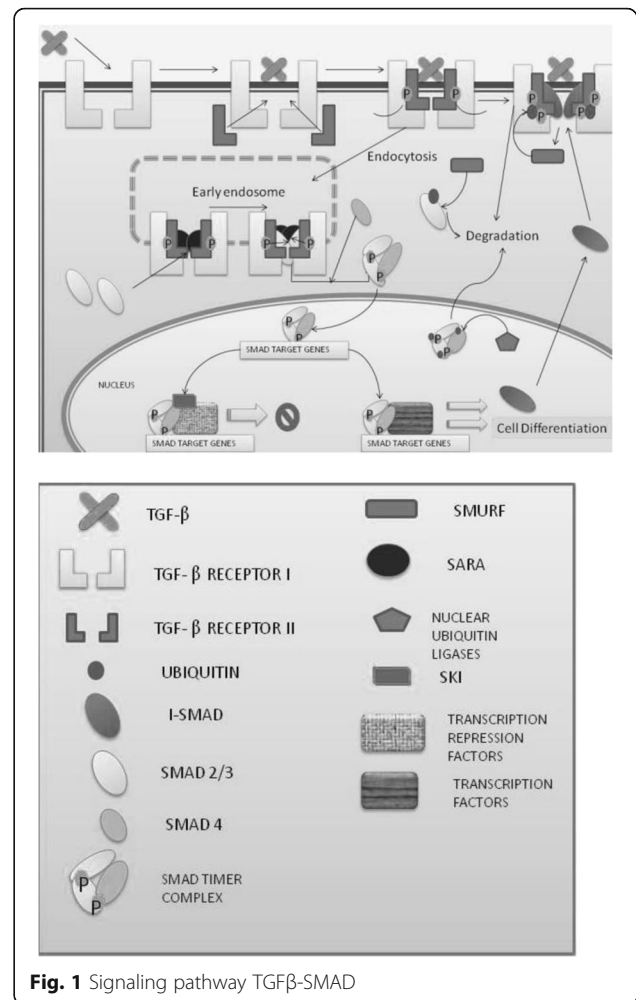 P P P P
P P
Endocytosis
Early endosome
P P P P
Degradation
P
P
P
P
P P
SMAD TARGET GENES
NUCLEUS
P
P
P
P
Cell Differentiation
SMAD TARGET GENES
SMAD TARGET GENES
TGF-β
SMURF
TGF- β RECEPTOR I
SARA
TGF- β RECEPTOR II
NUCLEAR
UBIQUITIN
LIGASES
UBIQUITIN
SKI
I-SMAD
TRANSCRIPTION
REPRESSION
FACTORS
SMAD 2/3
TRANSCRIPTION
FACTORS
SMAD 4
P
P
SMAD TIMER
COMPLEX
Fig. 1 Signaling pathway TGFβ-SMAD